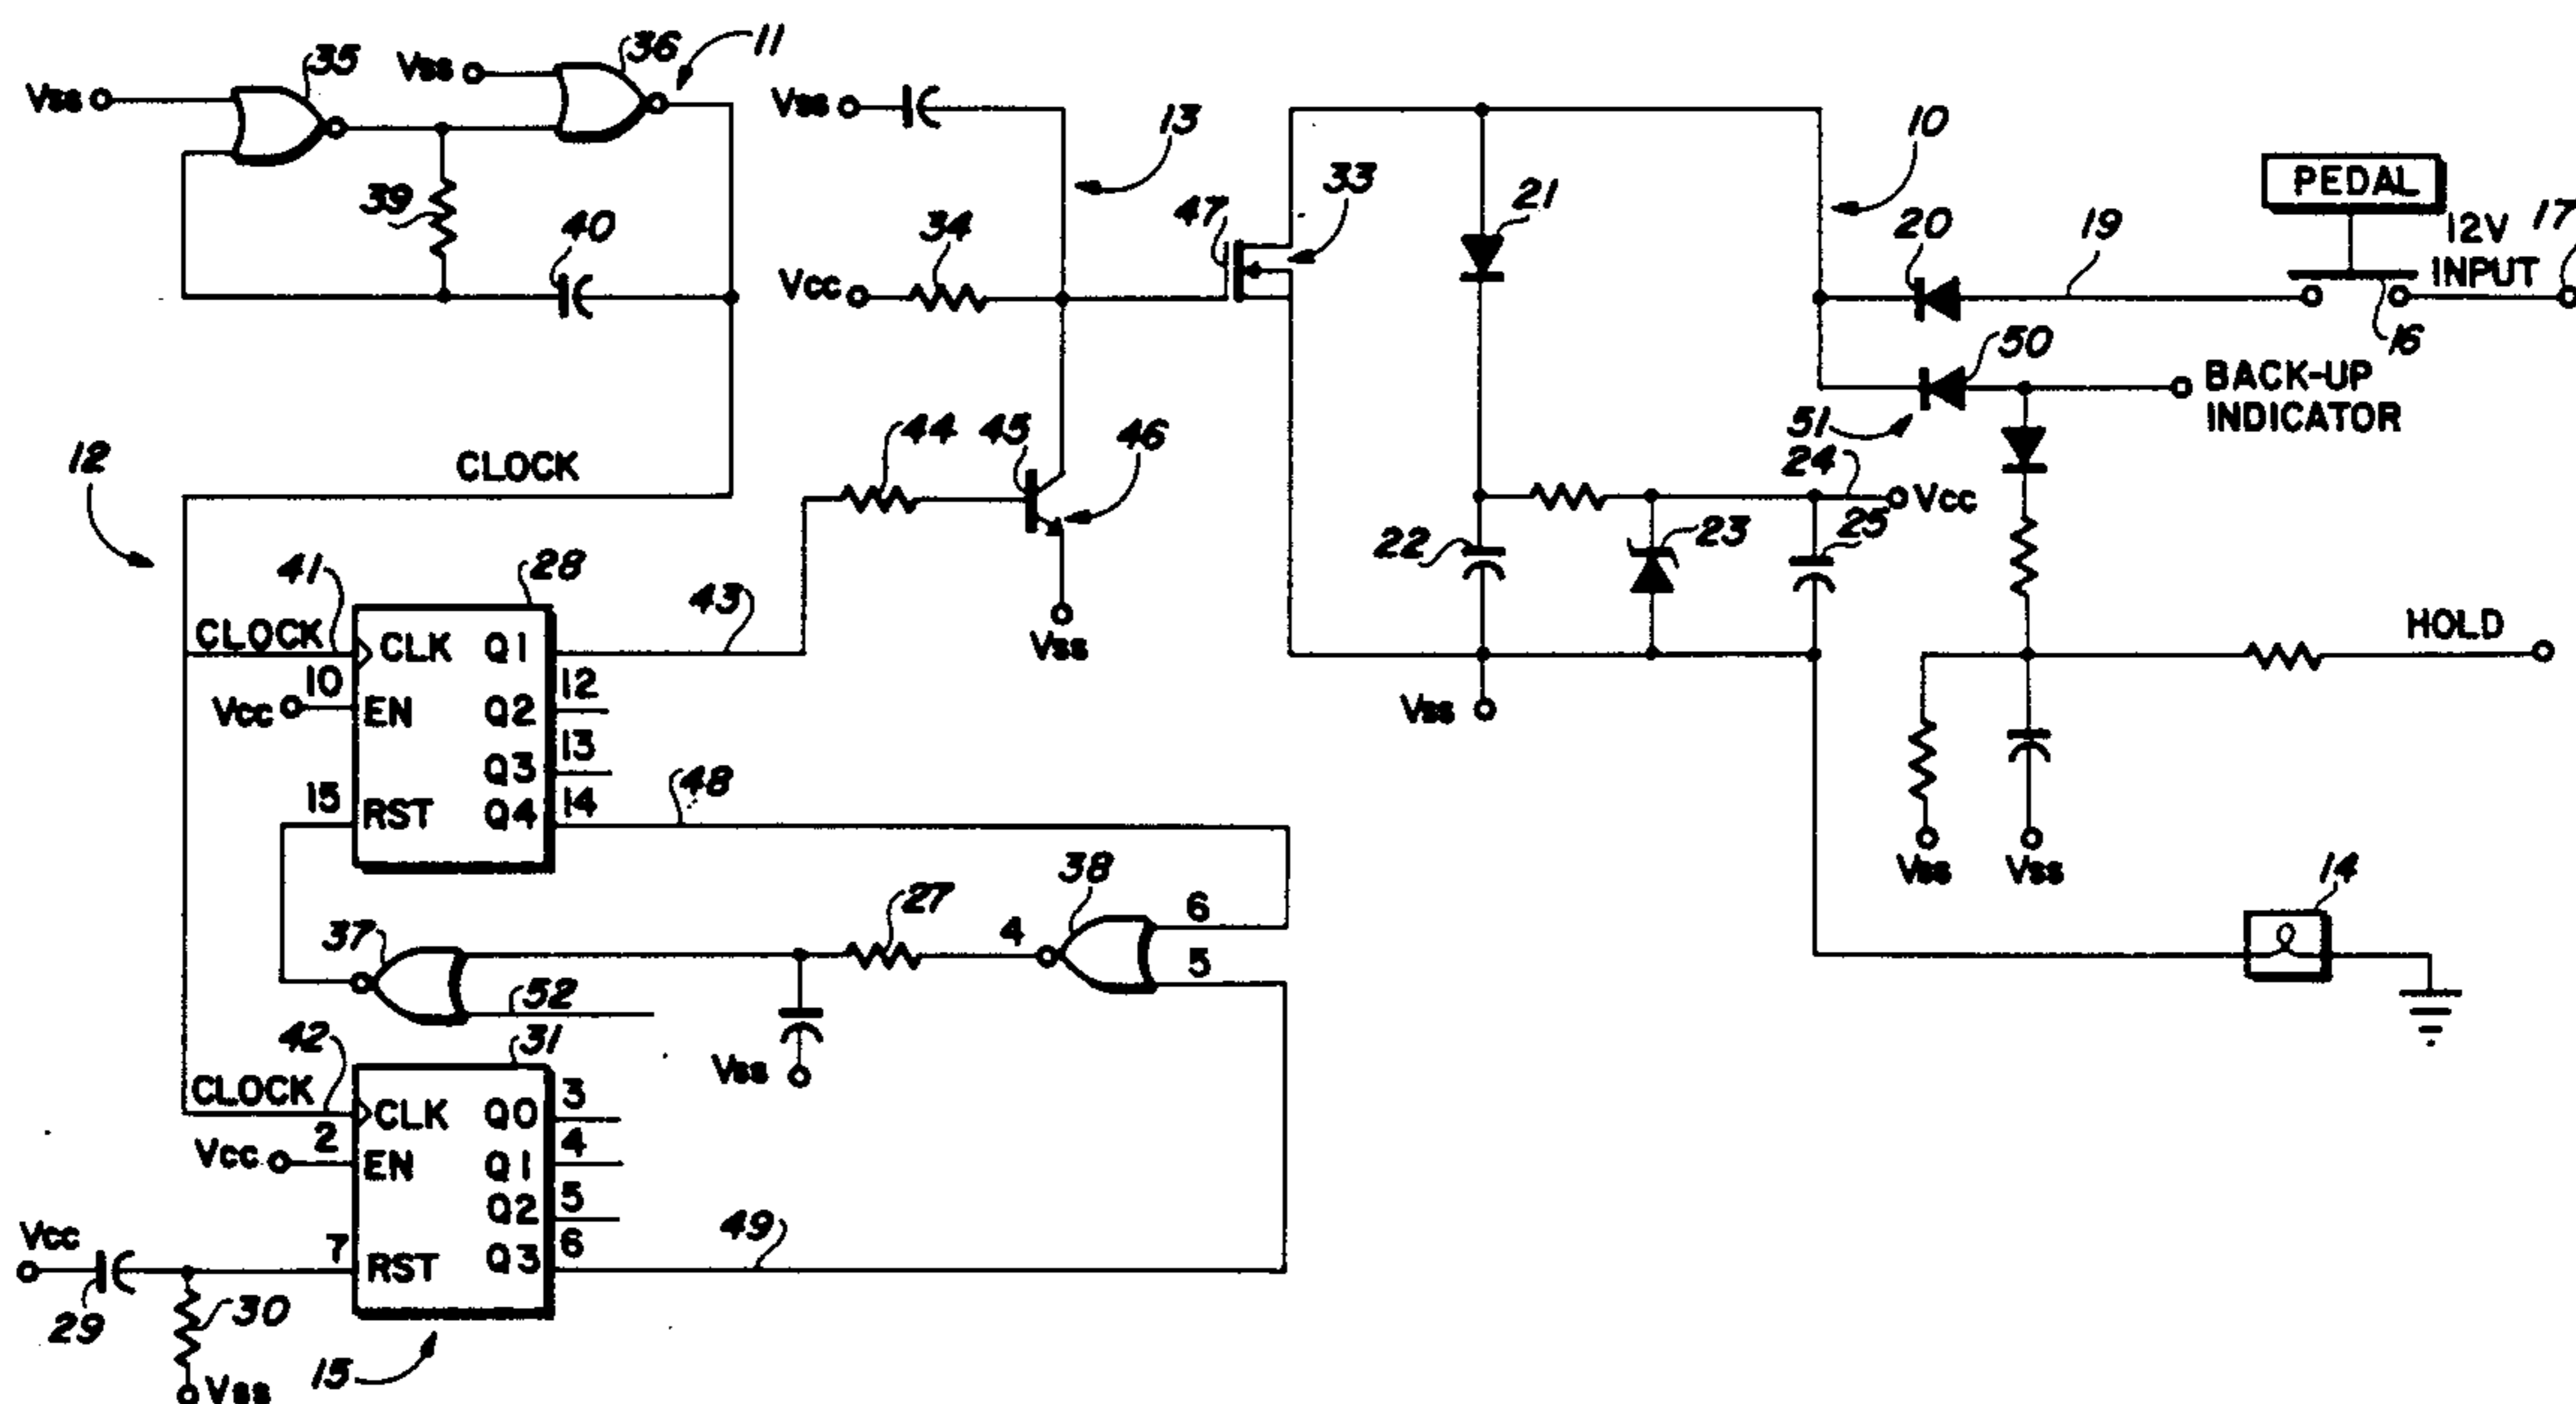 Vss
35
Vss
36
11
39
40
CLOCK
12
Vss
13
Vcc
34
47
33
44
45
46
Vss
21
10
20
19
PEDAL
12V
INPUT
17
16
50
51
BACK-UP
INDICATOR
24
Vcc
22
23
25
Vss
HOLD
Vss
Vss
14
41
28
43
CLOCK
CLK
Q1
10
12
Vcc
EN
Q2
13
Q3
15
14
RST
Q4
48
38
27
6
4
5
37
52
Vss
42
31
CLOCK
CLK
Q0
3
2
4
Vcc
EN
Q1
5
Q2
6
Vcc
7
RST
Q3
49
29
30
Vss
15